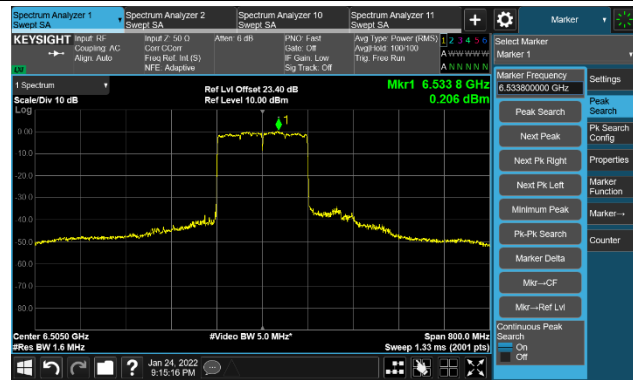 Spectrum Analyzer 1
Swept SA
Spectrum Analyzer 2
Swept SA
Spectrum Analyzer 10
Swept SA
Spectrum Analyzer 11
Swept SA
+
Marker
KEYSIGHT
Input: RF
Coupling: AC
Align: Auto
Input Z: 50 Ω
Corr CCorr
Freq Ref: Int (S)
NFE: Adaptive
Atten: 6 dB
PNO: Fast
Gate: Off
IF Gain: Low
Sig Track: Off
Avg Type: Power (RMS)
Avg|Hold: 100/100
Trig: Free Run
1 2 3 4 5 6
A W W W W W
A N N N N N
LXI
Select Marker
Marker 1
1 Spectrum
Scale/Div 10 dB
Log
Ref Lvl Offset 23.40 dB
Ref Level 10.00 dBm
Mkr1 6.533 8 GHz
0.206 dBm
1
0.00
-10.0
-20.0
-30.0
-40.0
-50.0
-60.0
-70.0
-80.0
Center 6.5050 GHz
#Res BW 1.6 MHz
#Video BW 5.0 MHz*
Span 800.0 MHz
Sweep 1.33 ms (2001 pts)
Marker Frequency
6.533800000 GHz
Peak Search
Next Peak
Next Pk Right
Next Pk Left
Minimum Peak
Pk-Pk Search
Marker Delta
Mkr→CF
Mkr→Ref Lvl
Continuous Peak
Search
On
Off
Settings
Peak
Search
Pk Search
Config
Properties
Marker
Function
Marker→
Counter
?
Jan 24, 2022
9:15:16 PM